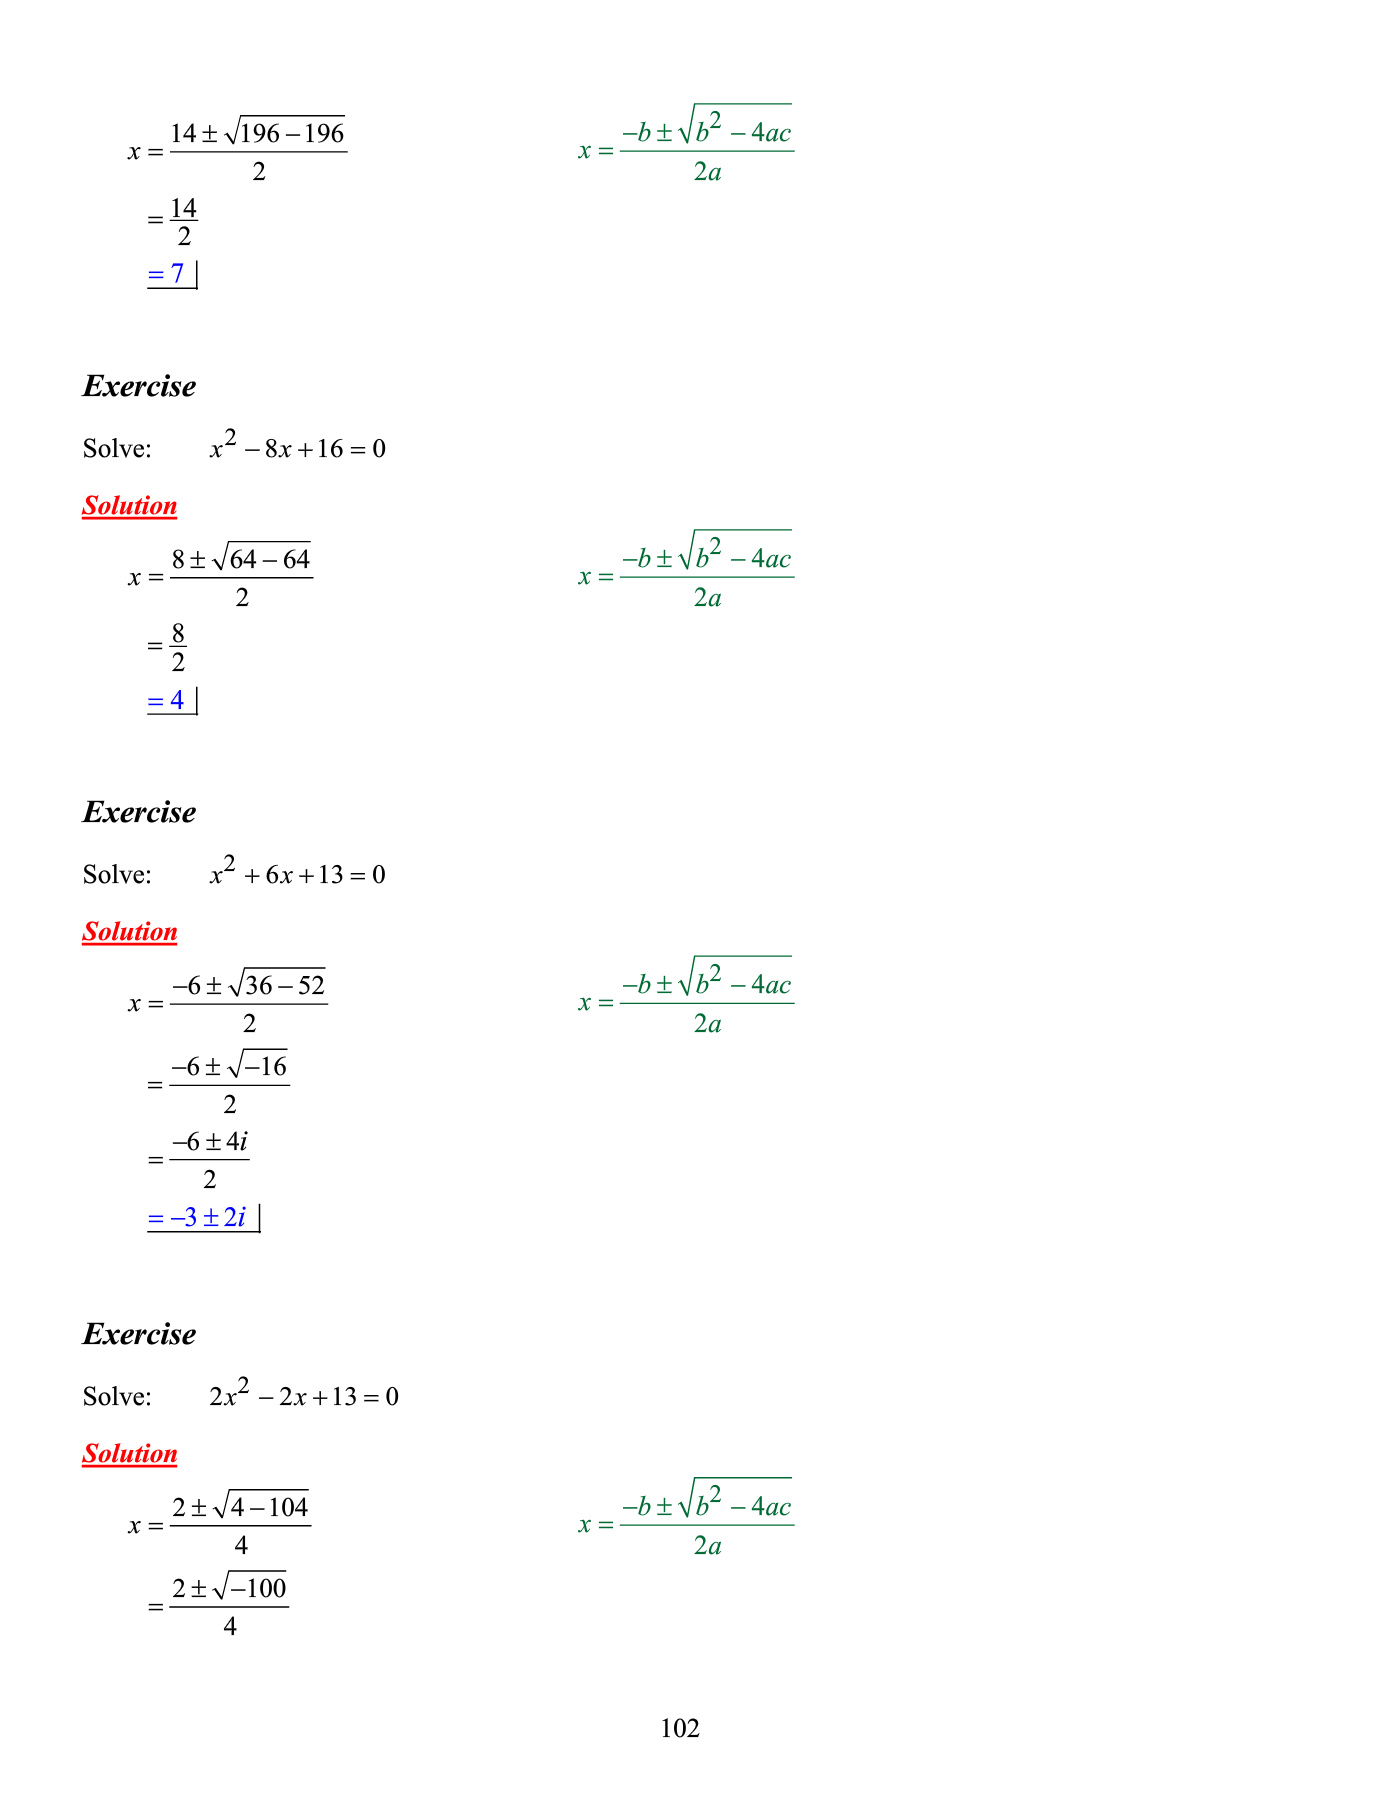 x = \frac{14 \pm \sqrt{196 - 196}}{2}    x = \frac{-b \pm \sqrt{b^2 - 4ac}}{2a}
= \frac{14}{2}
= 7
Exercise
Solve: x^2 - 8x + 16 = 0
Solution
x = \frac{8 \pm \sqrt{64 - 64}}{2}    x = \frac{-b \pm \sqrt{b^2 - 4ac}}{2a}
= \frac{8}{2}
= 4
Exercise
Solve: x^2 + 6x + 13 = 0
Solution
x = \frac{-6 \pm \sqrt{36 - 52}}{2}    x = \frac{-b \pm \sqrt{b^2 - 4ac}}{2a}
= \frac{-6 \pm \sqrt{-16}}{2}
= \frac{-6 \pm 4i}{2}
= -3 \pm 2i
Exercise
Solve: 2x^2 - 2x + 13 = 0
Solution
x = \frac{2 \pm \sqrt{4 - 104}}{4}    x = \frac{-b \pm \sqrt{b^2 - 4ac}}{2a}
= \frac{2 \pm \sqrt{-100}}{4}
102